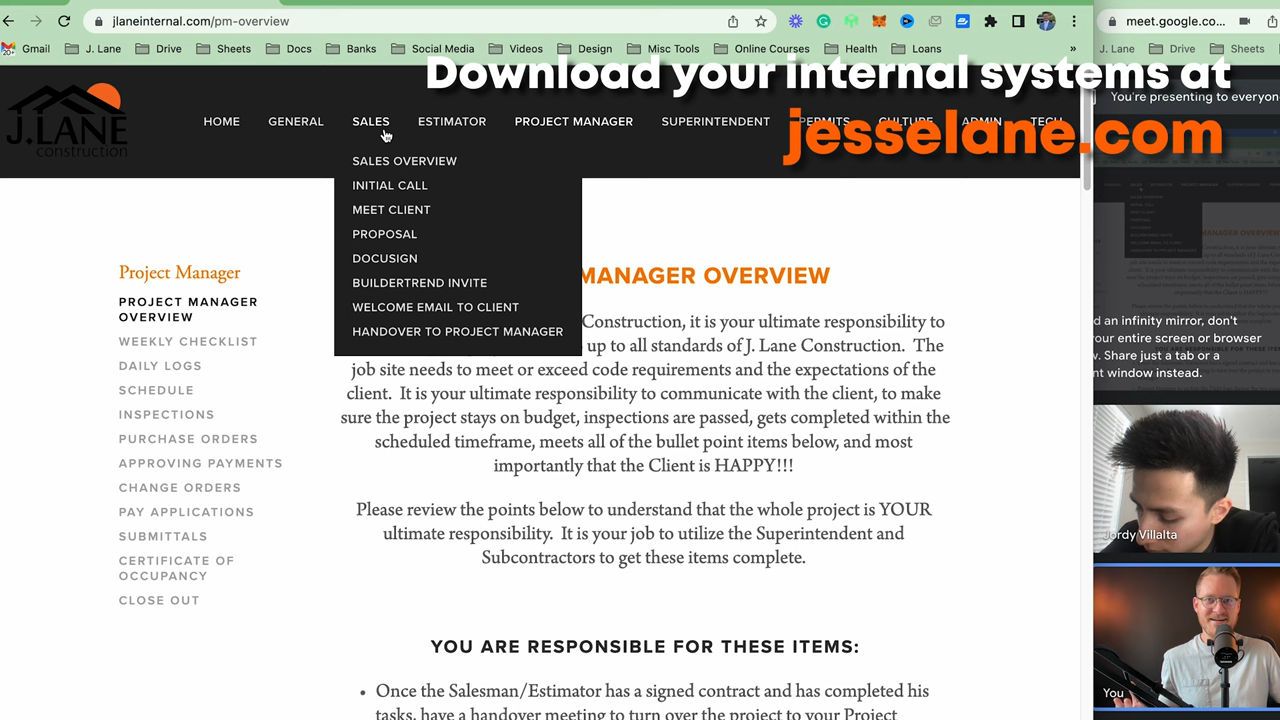 jlaneinternal.com/pm-overview
meet.google.co...
20+
Gmail
J. Lane
Drive
Sheets
Docs
Banks
Social Media
Videos
Design
Misc Tools
Online Courses
Health
Loans
»
J. Lane
Drive
Sheets
Download your internal systems at
jesselane.com
You're presenting to everyone
J.LANE
construction
HOME
GENERAL
SALES
ESTIMATOR
PROJECT MANAGER
SUPERINTENDENT
PERMITS
CULTURE
ADMIN
TECH
SALES OVERVIEW
INITIAL CALL
MEET CLIENT
PROPOSAL
DOCUSIGN
BUILDERTREND INVITE
WELCOME EMAIL TO CLIENT
HANDOVER TO PROJECT MANAGER
Project Manager
PROJECT MANAGER
OVERVIEW
WEEKLY CHECKLIST
DAILY LOGS
SCHEDULE
INSPECTIONS
PURCHASE ORDERS
APPROVING PAYMENTS
CHANGE ORDERS
PAY APPLICATIONS
SUBMITTALS
CERTIFICATE OF
OCCUPANCY
CLOSE OUT
MANAGER OVERVIEW
Construction, it is your ultimate responsibility to
up to all standards of J. Lane Construction. The
job site needs to meet or exceed code requirements and the expectations of the
client. It is your ultimate responsibility to communicate with the client, to make
sure the project stays on budget, inspections are passed, gets completed within the
scheduled timeframe, meets all of the bullet point items below, and most
importantly that the Client is HAPPY!!!
Please review the points below to understand that the whole project is YOUR
ultimate responsibility. It is your job to utilize the Superintendent and
Subcontractors to get these items complete.
YOU ARE RESPONSIBLE FOR THESE ITEMS:
• Once the Salesman/Estimator has a signed contract and has completed his
tasks, have a handover meeting to turn over the project to your Project
d an infinity mirror, don't
our entire screen or browser
w. Share just a tab or a
nt window instead.
Jordy Villalta
You